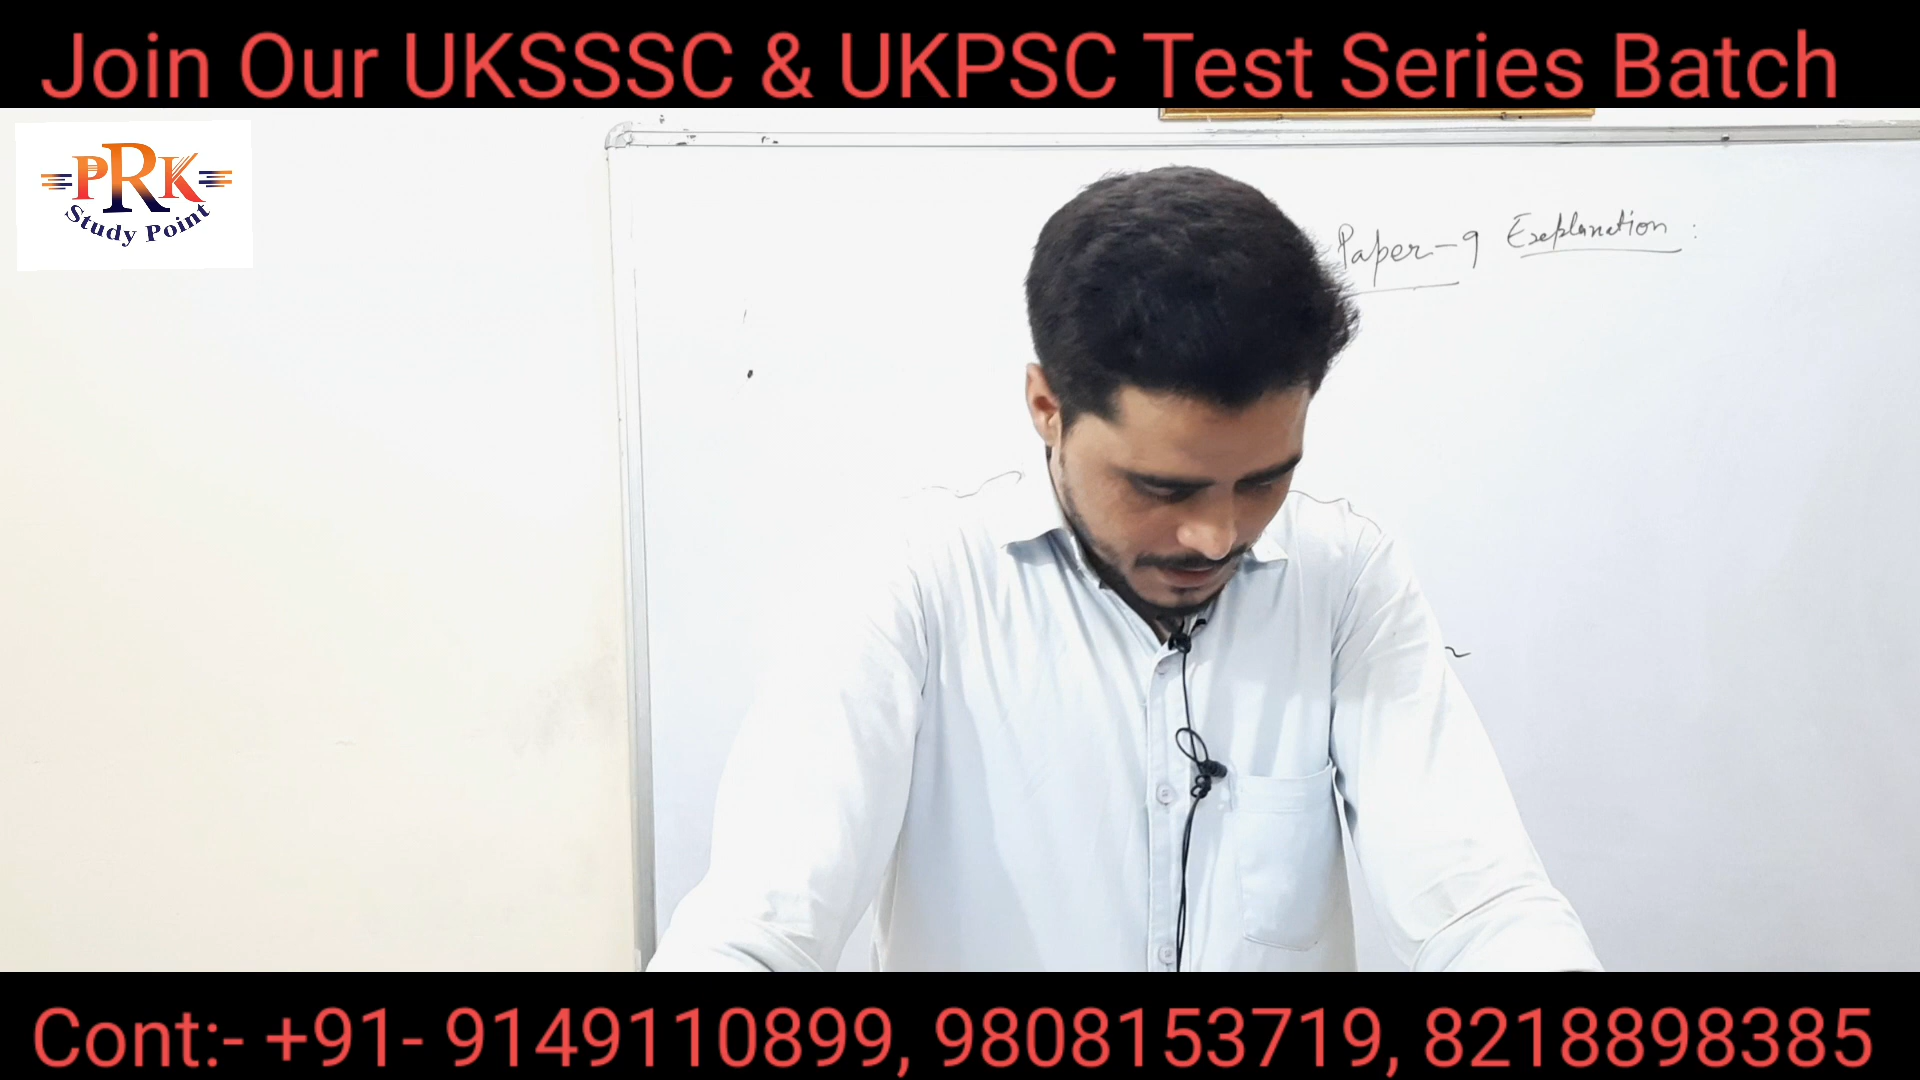 Join Our UKSSSC & UKPSC Test Series Batch
PRK
Study Point
Paper-9 Explanation :
Cont:- +91- 9149110899, 9808153719, 8218898385